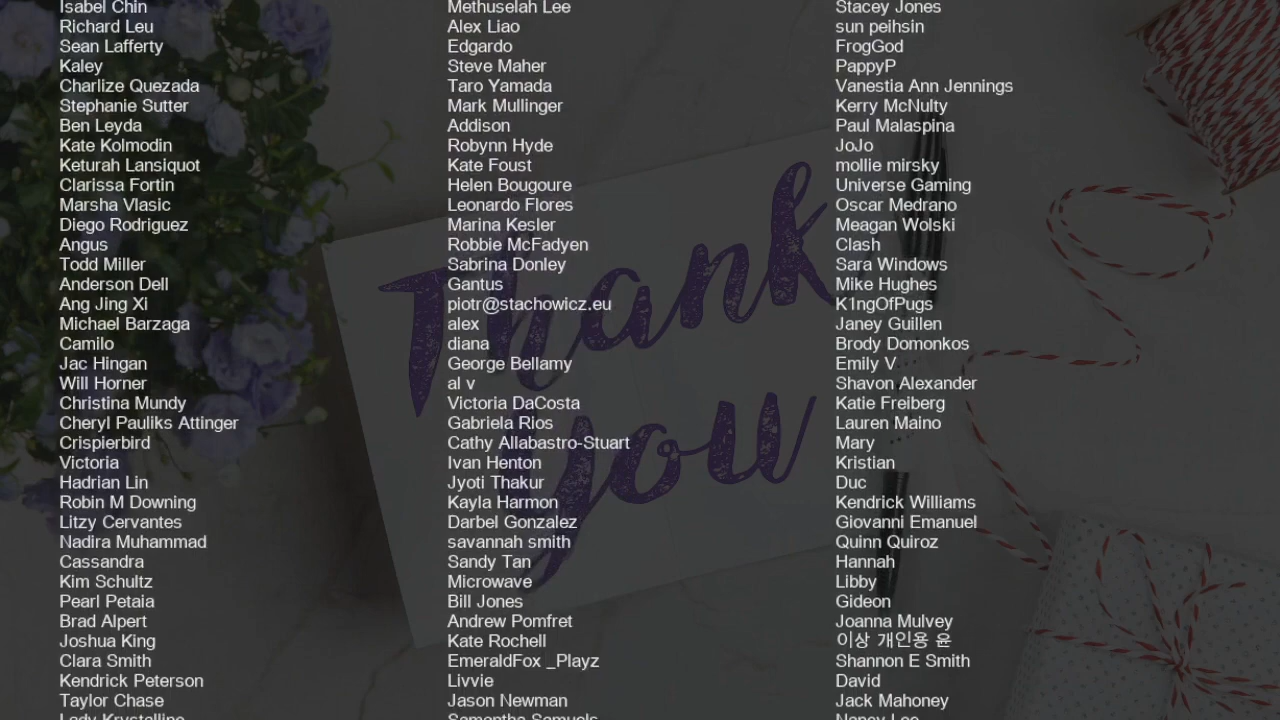 Isabel Chin
Richard Leu
Sean Lafferty
Kaley
Charlize Quezada
Stephanie Sutter
Ben Leyda
Kate Kolmodin
Keturah Lansiquot
Clarissa Fortin
Marsha Vlasic
Diego Rodriguez
Angus
Todd Miller
Anderson Dell
Ang Jing Xi
Michael Barzaga
Camilo
Jac Hingan
Will Horner
Christina Mundy
Cheryl Pauliks Attinger
Crispierbird
Victoria
Hadrian Lin
Robin M Downing
Litzy Cervantes
Nadira Muhammad
Cassandra
Kim Schultz
Pearl Petaia
Brad Alpert
Joshua King
Clara Smith
Kendrick Peterson
Taylor Chase
Lady Krystalline
Methuselah Lee
Alex Liao
Edgardo
Steve Maher
Taro Yamada
Mark Mullinger
Addison
Robynn Hyde
Kate Foust
Helen Bougoure
Leonardo Flores
Marina Kesler
Robbie McFadyen
Sabrina Donley
Gantus
piotr@stachowicz.eu
alex
diana
George Bellamy
al v
Victoria DaCosta
Gabriela Rios
Cathy Allabastro-Stuart
Ivan Henton
Jyoti Thakur
Kayla Harmon
Darbel Gonzalez
savannah smith
Sandy Tan
Microwave
Bill Jones
Andrew Pomfret
Kate Rochell
EmeraldFox _Playz
Livvie
Jason Newman
Samantha Samuels
Stacey Jones
sun peihsin
FrogGod
PappyP
Vanestia Ann Jennings
Kerry McNulty
Paul Malaspina
JoJo
mollie mirsky
Universe Gaming
Oscar Medrano
Meagan Wolski
Clash
Sara Windows
Mike Hughes
K1ngOfPugs
Janey Guillen
Brody Domonkos
Emily V
Shavon Alexander
Katie Freiberg
Lauren Maino
Mary
Kristian
Duc
Kendrick Williams
Giovanni Emanuel
Quinn Quiroz
Hannah
Libby
Gideon
Joanna Mulvey
이상 개인용 윤
Shannon E Smith
David
Jack Mahoney
Nancy Lee
Thank
you